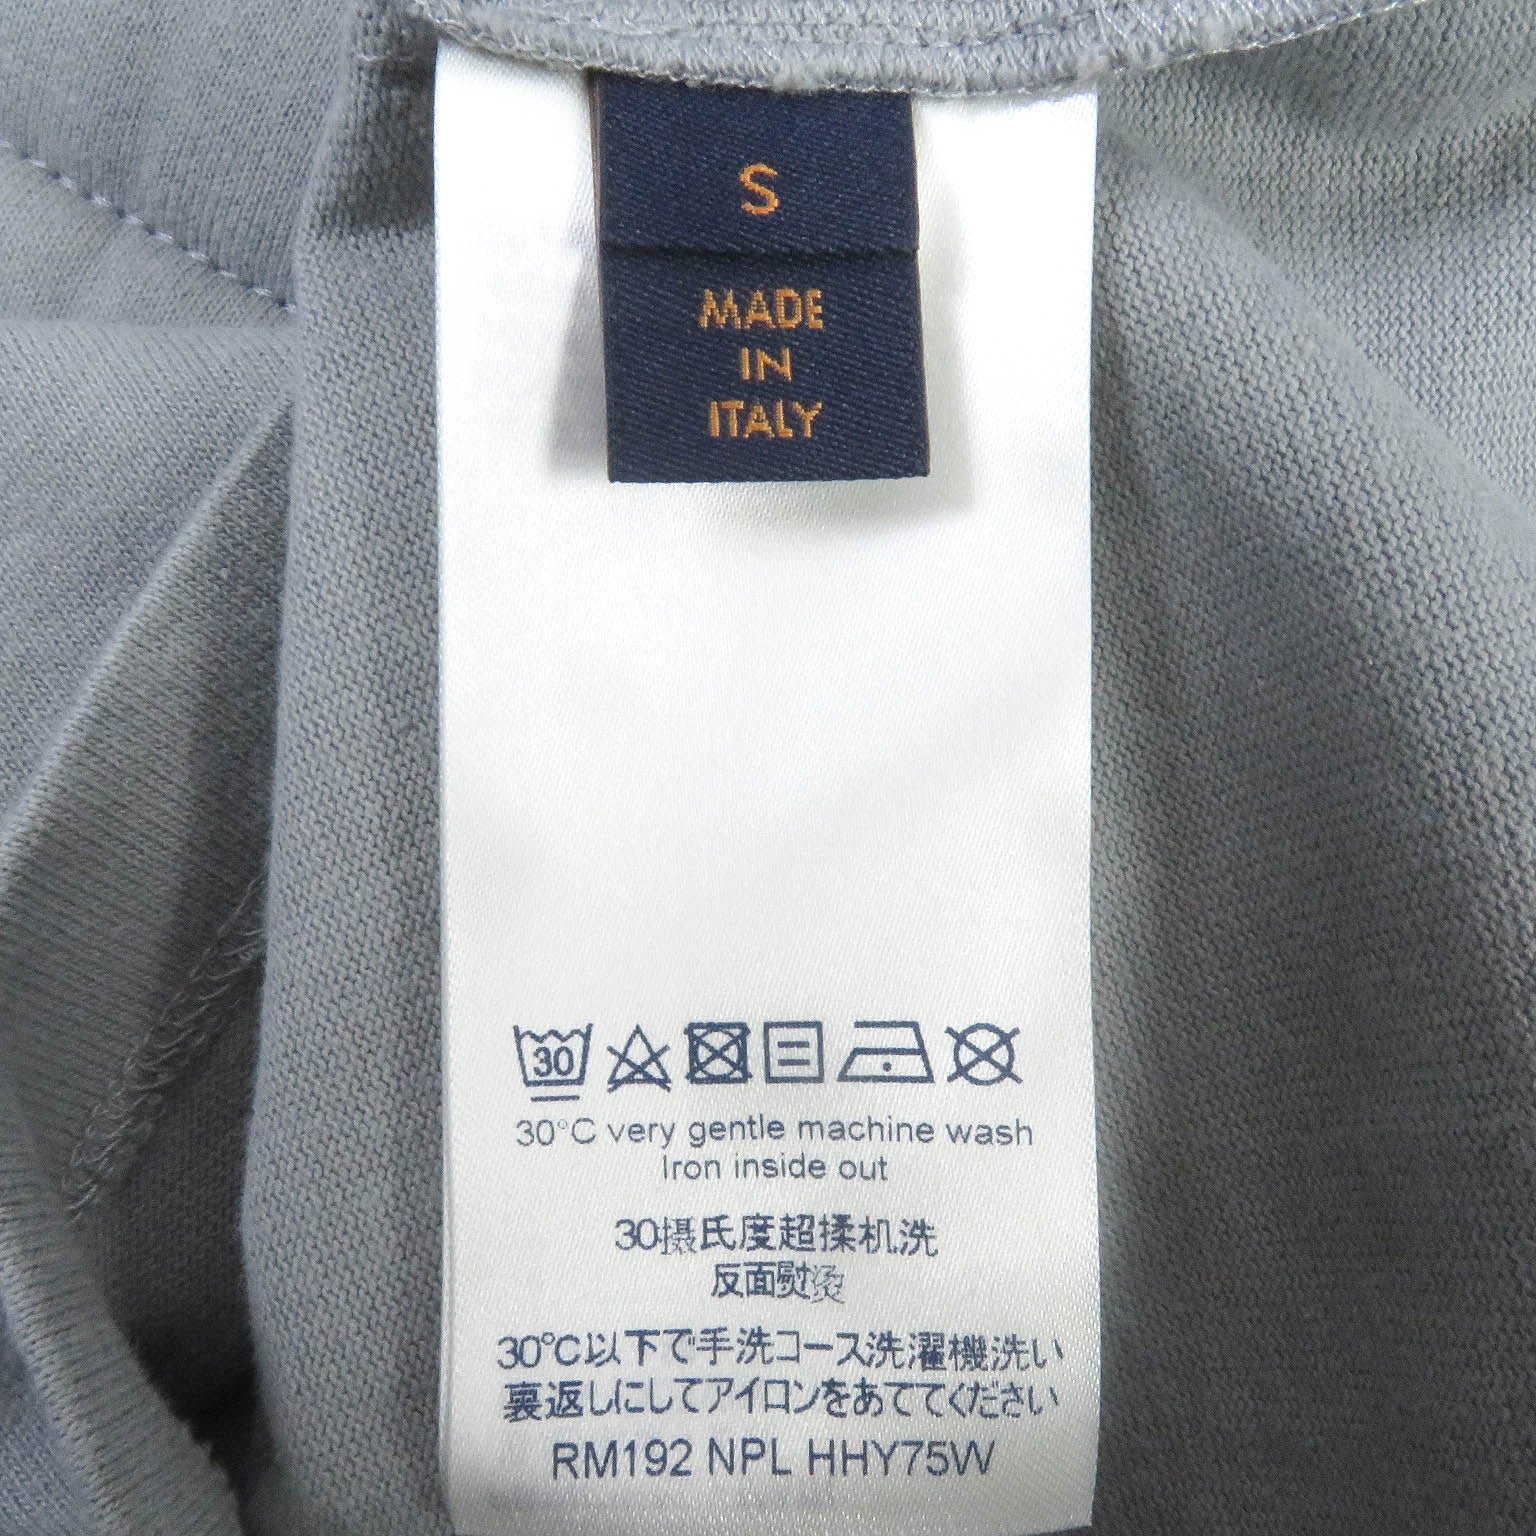 S
MADE
IN
ITALY
30
30°C very gentle machine wash
Iron inside out
30摄氏度超揉机洗
反面熨烫
30℃以下で手洗コース洗濯機洗い
裏返しにしてアイロンをあててください
RM192 NPL HHY75W